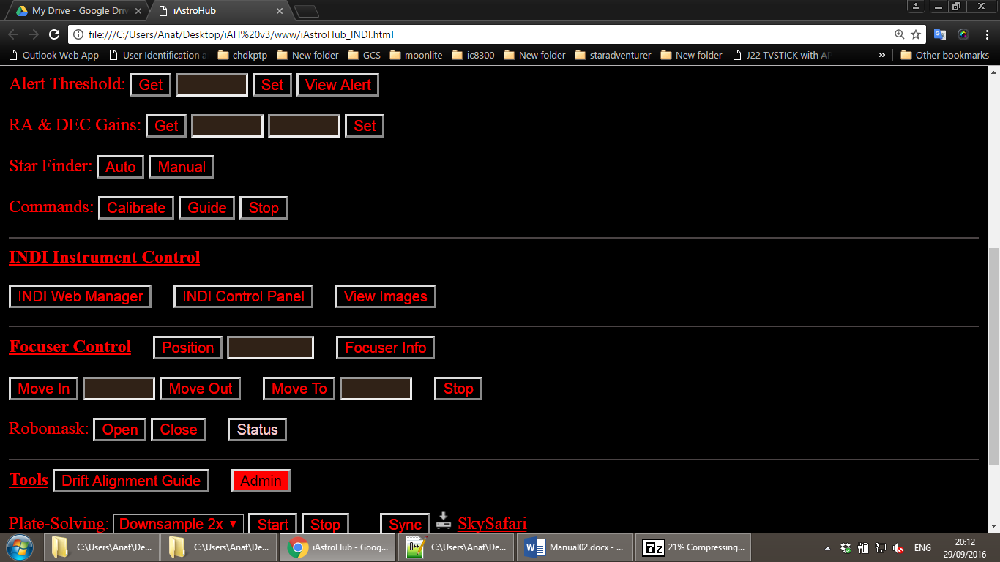 My Drive - Google Driv
iAstroHub
file:///C:/Users/Anat/Desktop/iAH%20v3/www/iAstroHub_INDI.html
Outlook Web App User Identification a chdkptp New folder GCS moonlite ic8300 New folder staradventurer New folder J22 TVSTICK with AP » Other bookmarks
Alert Threshold: Get Set View Alert
RA & DEC Gains: Get Set
Star Finder: Auto Manual
Commands: Calibrate Guide Stop
INDI Instrument Control
INDI Web Manager INDI Control Panel View Images
Focuser Control Position Focuser Info
Move In Move Out Move To Stop
Robomask: Open Close Status
Tools Drift Alignment Guide Admin
Plate-Solving: Downsample 2x Start Stop Sync SkySafari
C:\Users\Anat\De... C:\Users\Anat\De... iAstroHub - Goog... C:\Users\Anat\De... Manual02.docx - ... 7z 21% Compressing... ENG 20:12
29/09/2016